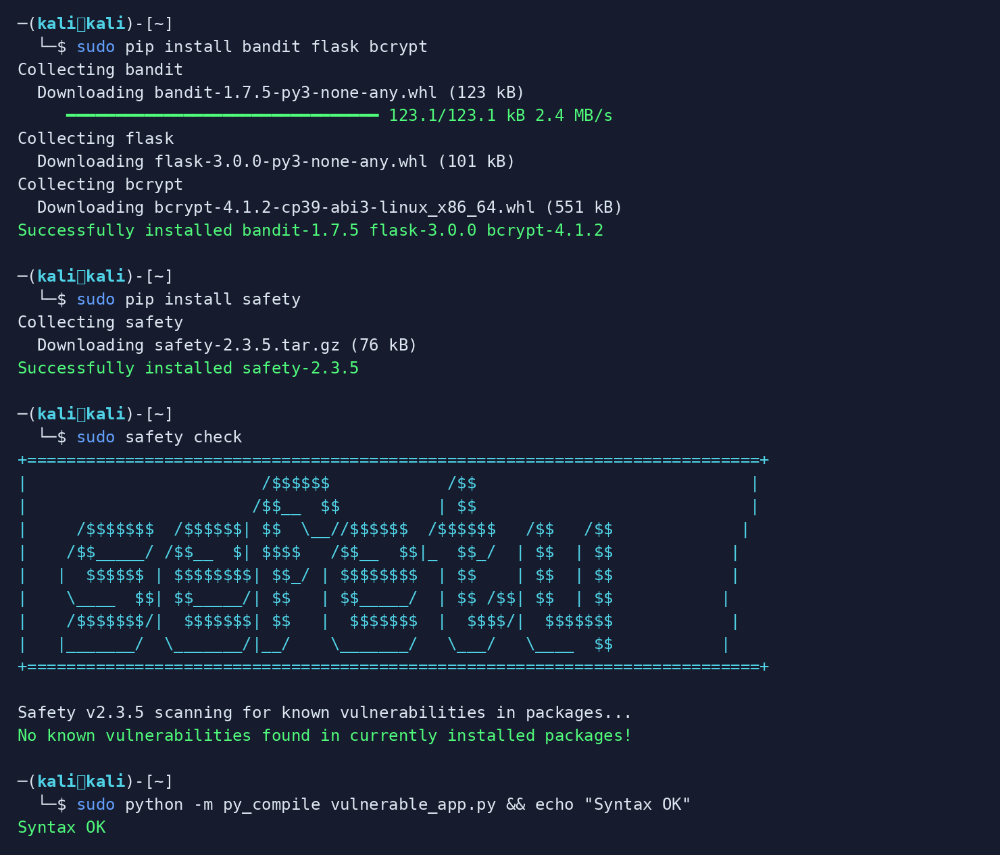 ─(kali㉿kali)-[~]
  └─$ sudo pip install bandit flask bcrypt
Collecting bandit
  Downloading bandit-1.7.5-py3-none-any.whl (123 kB)
     ━━━━━━━━━━━━━━━━━━━━━━━━━━━━━━━━ 123.1/123.1 kB 2.4 MB/s
Collecting flask
  Downloading flask-3.0.0-py3-none-any.whl (101 kB)
Collecting bcrypt
  Downloading bcrypt-4.1.2-cp39-abi3-linux_x86_64.whl (551 kB)
Successfully installed bandit-1.7.5 flask-3.0.0 bcrypt-4.1.2

─(kali㉿kali)-[~]
  └─$ sudo pip install safety
Collecting safety
  Downloading safety-2.3.5.tar.gz (76 kB)
Successfully installed safety-2.3.5

─(kali㉿kali)-[~]
  └─$ sudo safety check
+===========================================================================+
|                        /$$$$$$            /$$                            |
|                       /$$__  $$          | $$                            |
|     /$$$$$$$  /$$$$$$| $$  \__//$$$$$$  /$$$$$$   /$$   /$$             |
|    /$$_____/ /$$__  $| $$$$   /$$__  $$|_  $$_/  | $$  | $$            |
|   |  $$$$$$ | $$$$$$$$| $$_/ | $$$$$$$$  | $$    | $$  | $$            |
|    \____  $$| $$_____/| $$   | $$_____/  | $$ /$$| $$  | $$           |
|    /$$$$$$$/|  $$$$$$$| $$   |  $$$$$$$  |  $$$$/|  $$$$$$$            |
|   |_______/  \_______/|__/    \_______/   \___/   \____  $$           |
+===========================================================================+

Safety v2.3.5 scanning for known vulnerabilities in packages...
No known vulnerabilities found in currently installed packages!

─(kali㉿kali)-[~]
  └─$ sudo python -m py_compile vulnerable_app.py && echo "Syntax OK"
Syntax OK